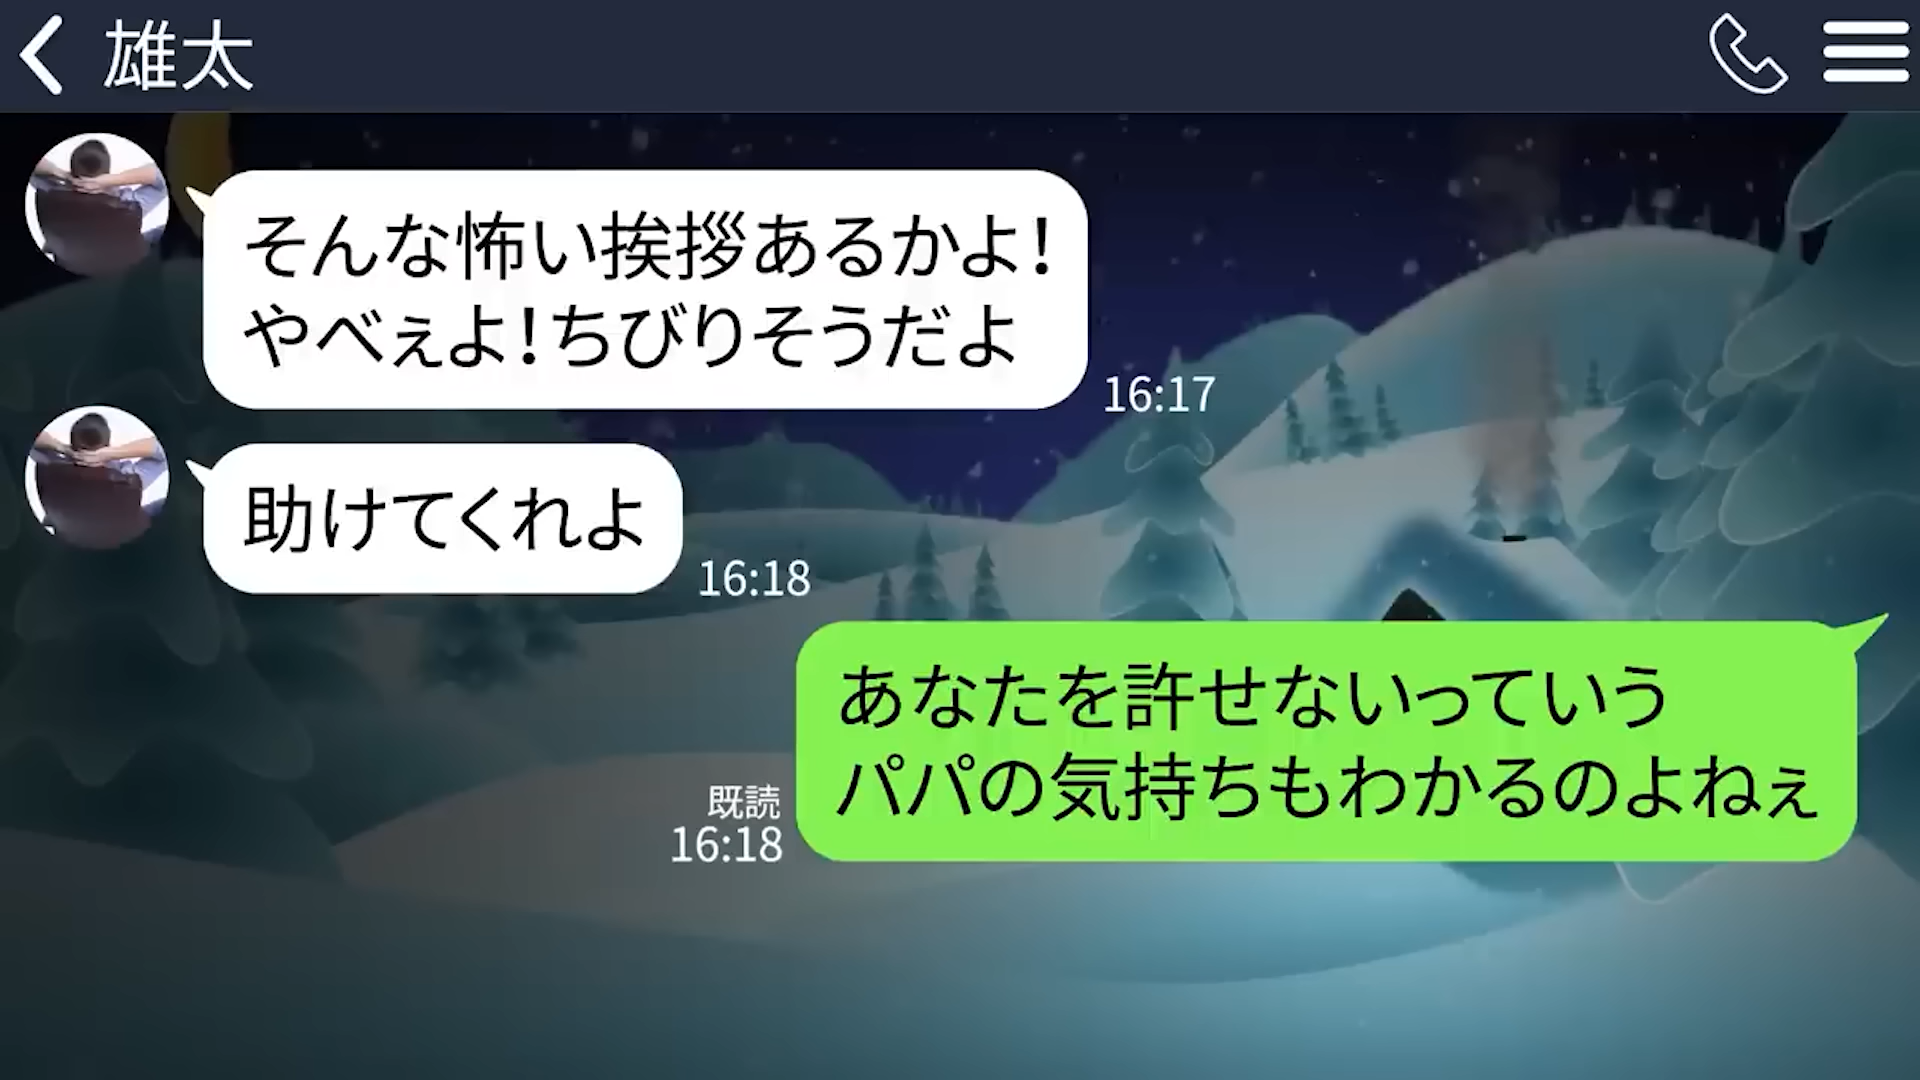 雄太
そんな怖い挨拶あるかよ！
やべぇよ！ちびりそうだよ
16:17
助けてくれよ
16:18
あなたを許せないっていう
パパの気持ちもわかるのよねぇ
既読
16:18